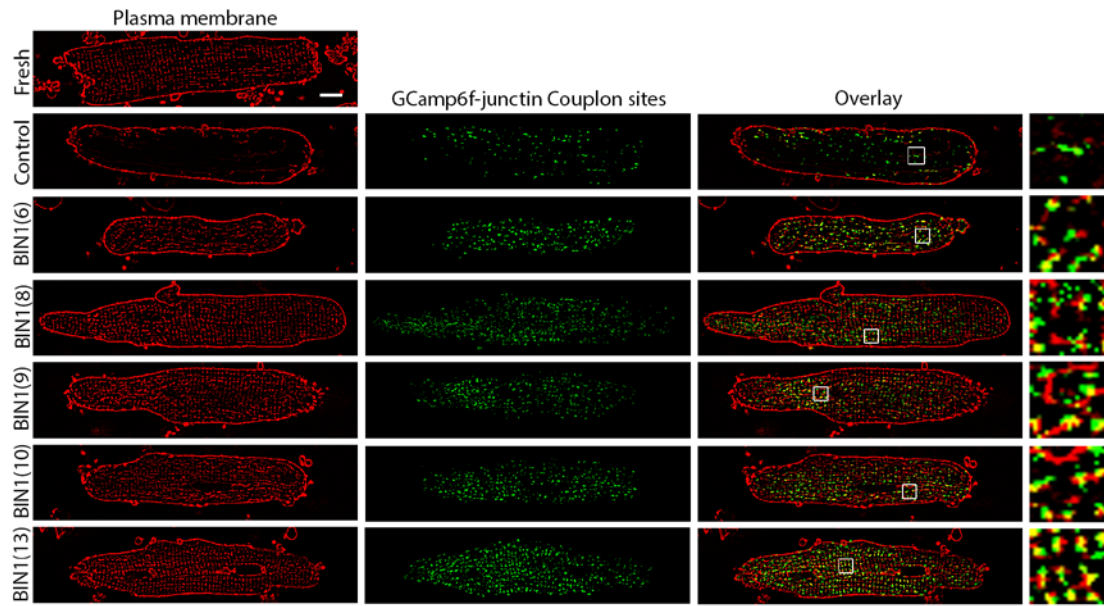 Plasma membrane
Fresh
GCamp6f-junctin Couplon sites
Overlay
Control
BIN1(6)
BIN1(8)
BIN1(9)
BIN1(10)
BIN1(13)